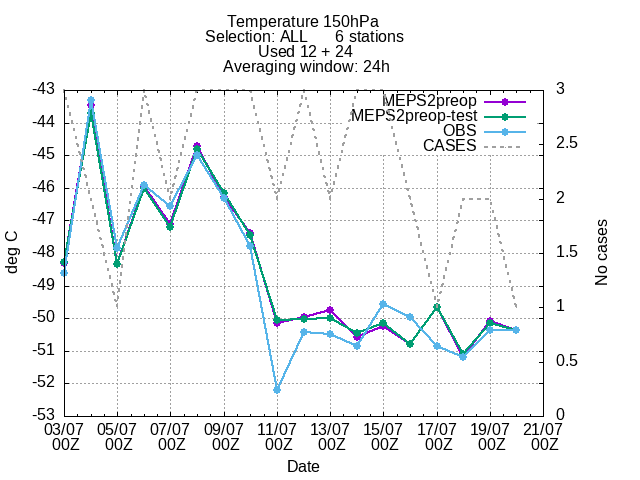 Temperature 150hPa
Selection: ALL 6 stations
Used 12 + 24
Averaging window: 24h
MEPS2preop
MEPS2preop-test
OBS
CASES
deg C
-43
-44
-45
-46
-47
-48
-49
-50
-51
-52
-53
3
2.5
2
1.5
1
0.5
0
No cases
03/07 05/07 07/07 09/07 11/07 13/07 15/07 17/07 19/07 21/07
00Z 00Z 00Z 00Z 00Z 00Z 00Z 00Z 00Z 00Z
Date